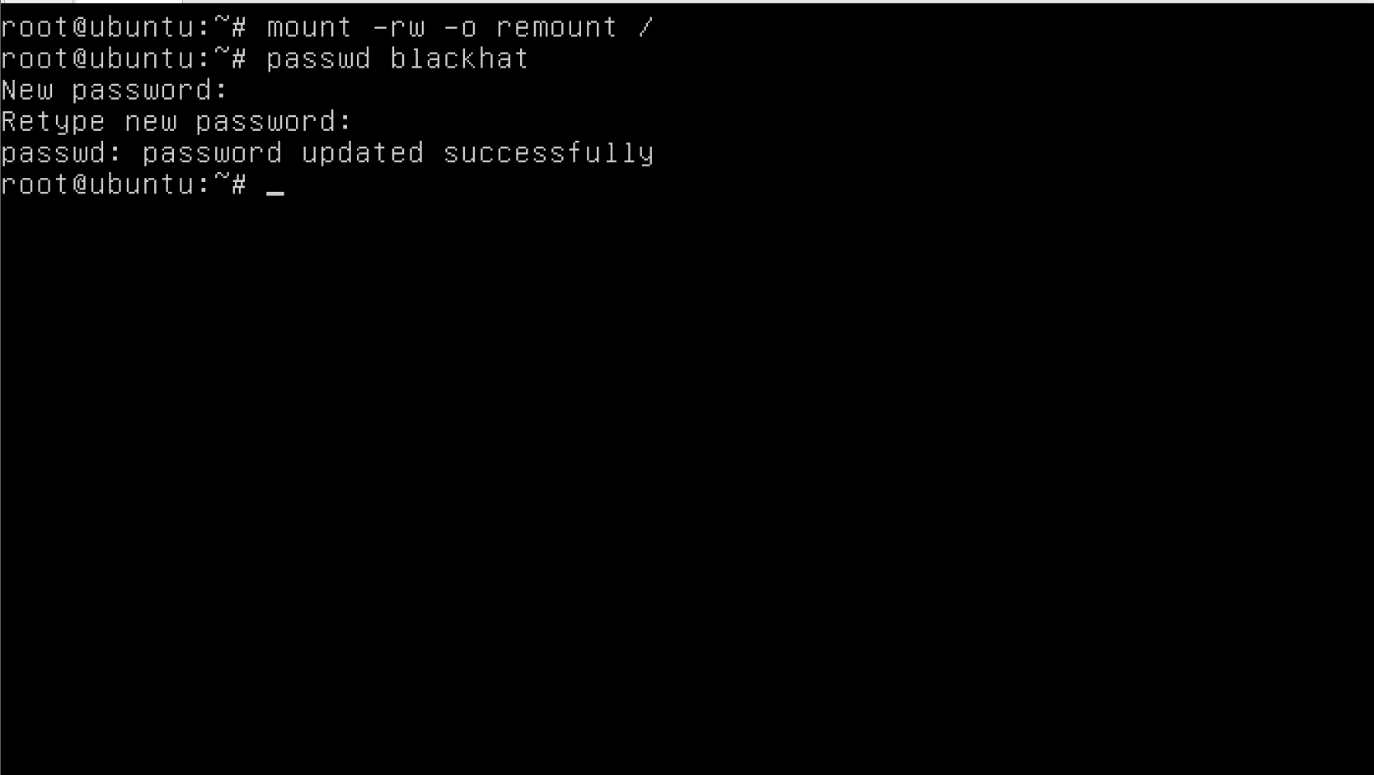 root@ubuntu:~# mount -rw -o remount /
root@ubuntu:~# passwd blackhat
New password:
Retype new password:
passwd: password updated successfully
root@ubuntu:~# _